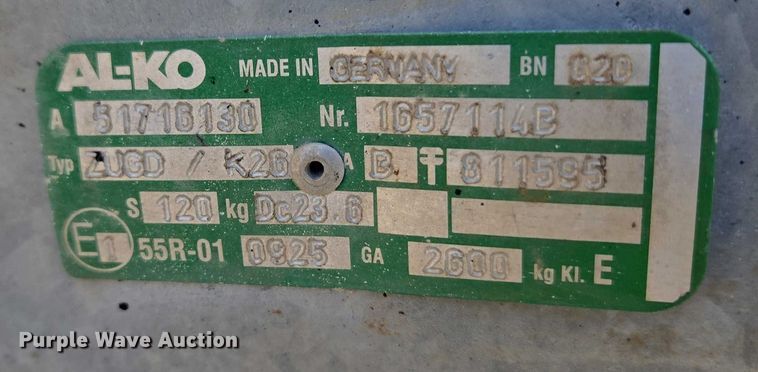 AL-KO MADE IN GERMANY BN 02D
A 51716130 Nr. 1657114B
Typ ZUGD / K26 A B T 811595
S 120 kg Dc23.6
E1 55R-01 0925 GA 2600 kg Kl. E
Purple Wave Auction